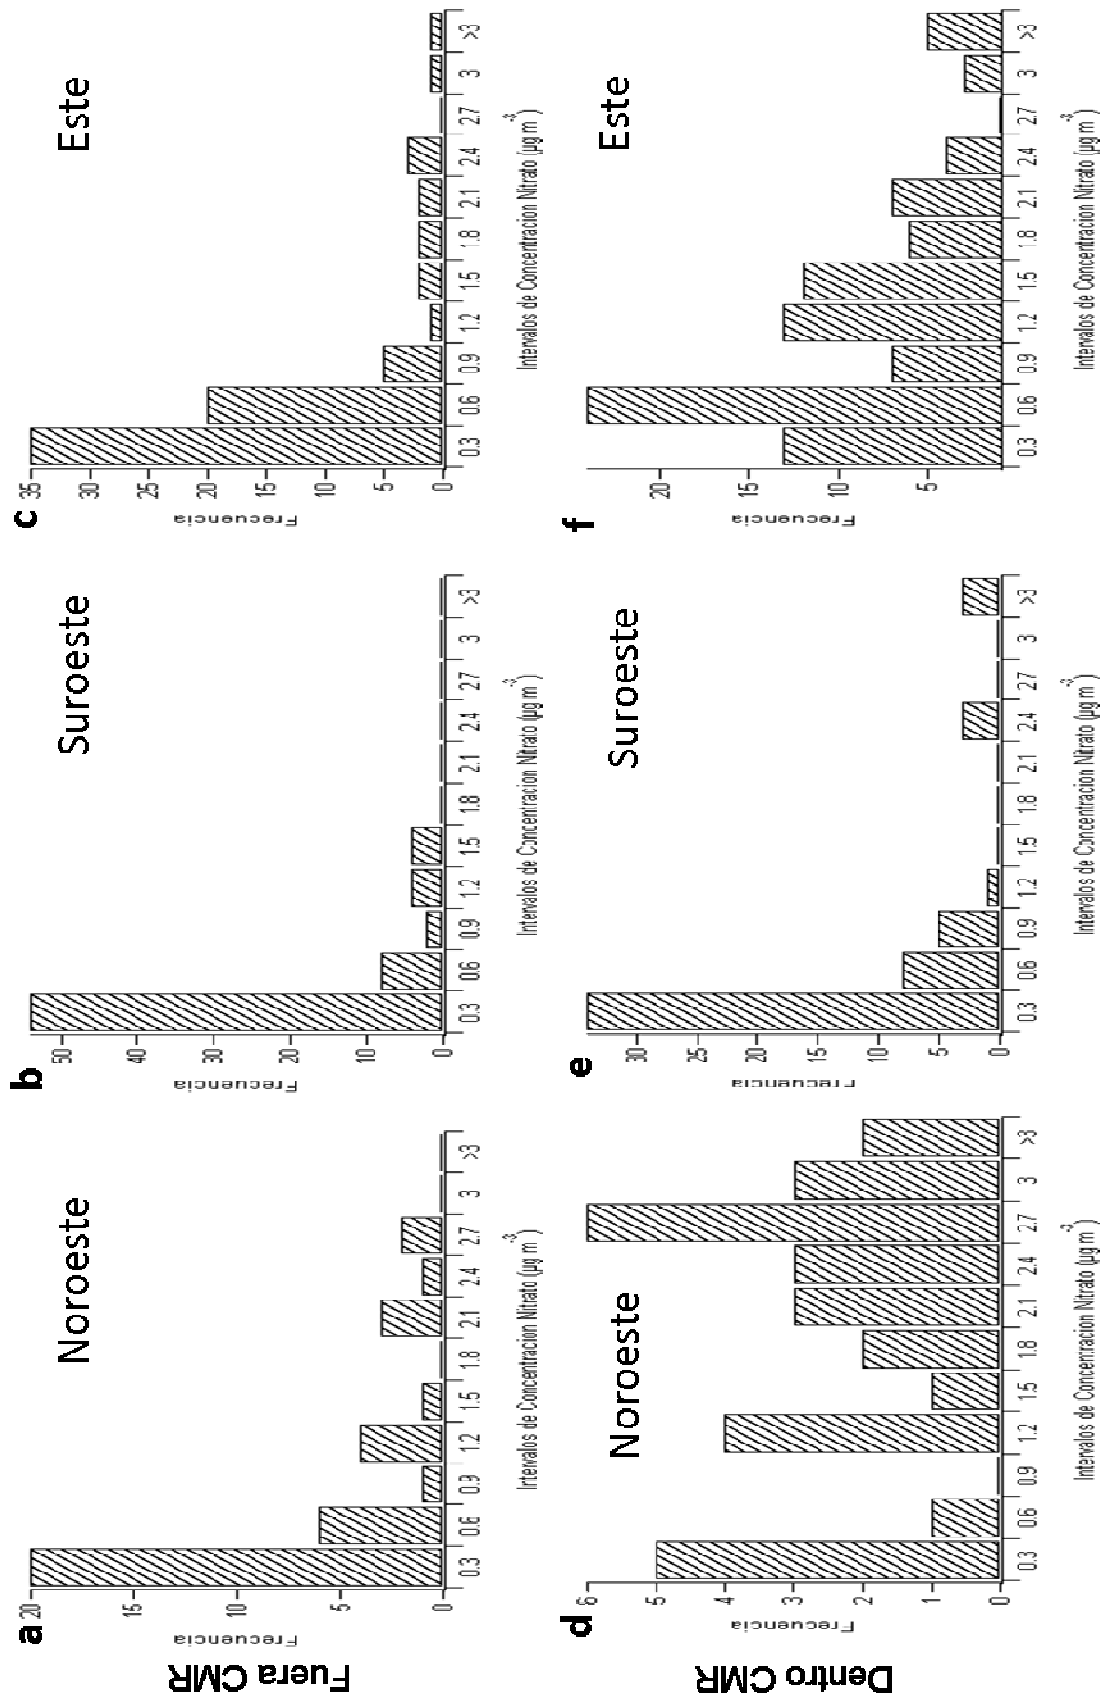 Fuera CMR
a
Noroeste
Frecuencia
20
15
10
5
0
0.3 0.6 0.9 1.2 1.5 1.8 2.1 2.4 2.7 3 >3
Intervalos de Concentracion Nitrato (µg m⁻³)
b
Suroeste
Frecuencia
50
40
30
20
10
0
0.3 0.6 0.9 1.2 1.5 1.8 2.1 2.4 2.7 3 >3
Intervalos de Concentracion Nitrato (µg m⁻³)
c
Este
Frecuencia
35
30
25
20
15
10
5
0
0.3 0.6 0.9 1.2 1.5 1.8 2.1 2.4 2.7 3 >3
Intervalos de Concentracion Nitrato (µg m⁻³)
Dentro CMR
d
Noroeste
Frecuencia
6
5
4
3
2
1
0
0.3 0.6 0.9 1.2 1.5 1.8 2.1 2.4 2.7 3 >3
Intervalos de Concentracion Nitrato (µg m⁻³)
e
Suroeste
Frecuencia
30
25
20
15
10
5
0
0.3 0.6 0.9 1.2 1.5 1.8 2.1 2.4 2.7 3 >3
Intervalos de Concentracion Nitrato (µg m⁻³)
f
Este
Frecuencia
20
15
10
5
0.3 0.6 0.9 1.2 1.5 1.8 2.1 2.4 2.7 3 >3
Intervalos de Concentracion Nitrato (µg m⁻³)